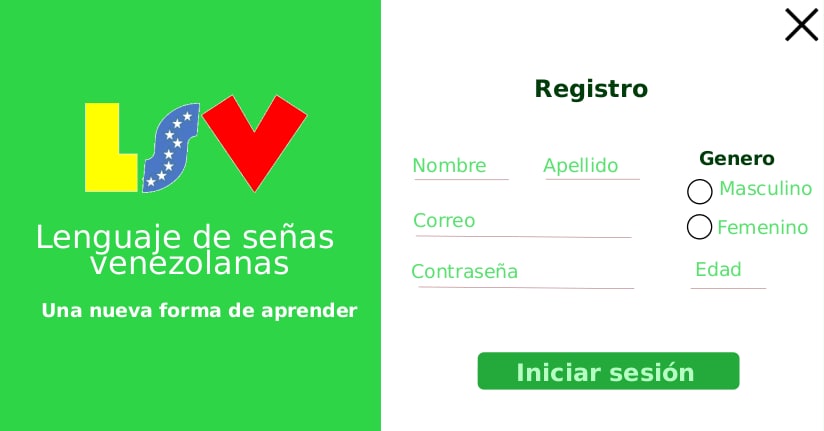 LSV
Lenguaje de señas
venezolanas
Una nueva forma de aprender
Registro
Nombre
Apellido
Correo
Contraseña
Genero
Masculino
Femenino
Edad
Iniciar sesión